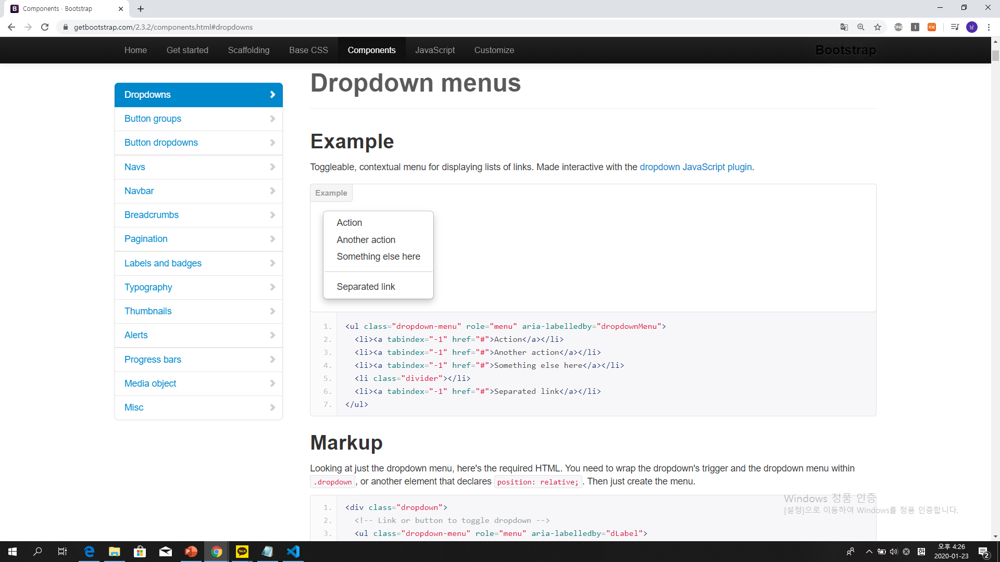 Components · Bootstrap
getbootstrap.com/2.3.2/components.html#dropdowns
남
Home Get started Scaffolding Base CSS Components JavaScript Customize Bootstrap
Dropdowns
Button groups
Button dropdowns
Navs
Navbar
Breadcrumbs
Pagination
Labels and badges
Typography
Thumbnails
Alerts
Progress bars
Media object
Misc
Dropdown menus
Example
Toggleable, contextual menu for displaying lists of links. Made interactive with the dropdown JavaScript plugin.
Example
Action
Another action
Something else here
Separated link
1. <ul class="dropdown-menu" role="menu" aria-labelledby="dropdownMenu">
2. <li><a tabindex="-1" href="#">Action</a></li>
3. <li><a tabindex="-1" href="#">Another action</a></li>
4. <li><a tabindex="-1" href="#">Something else here</a></li>
5. <li class="divider"></li>
6. <li><a tabindex="-1" href="#">Separated link</a></li>
7. </ul>
Markup
Looking at just the dropdown menu, here's the required HTML. You need to wrap the dropdown's trigger and the dropdown menu within
.dropdown, or another element that declares position: relative;. Then just create the menu.
1. <div class="dropdown">
2. <!-- Link or button to toggle dropdown -->
3. <ul class="dropdown-menu" role="menu" aria-labelledby="dLabel">
Windows 정품 인증
[설정]으로 이동하여 Windows를 정품 인증합니다.
TALK
한
오후 4:26
2020-01-23
2